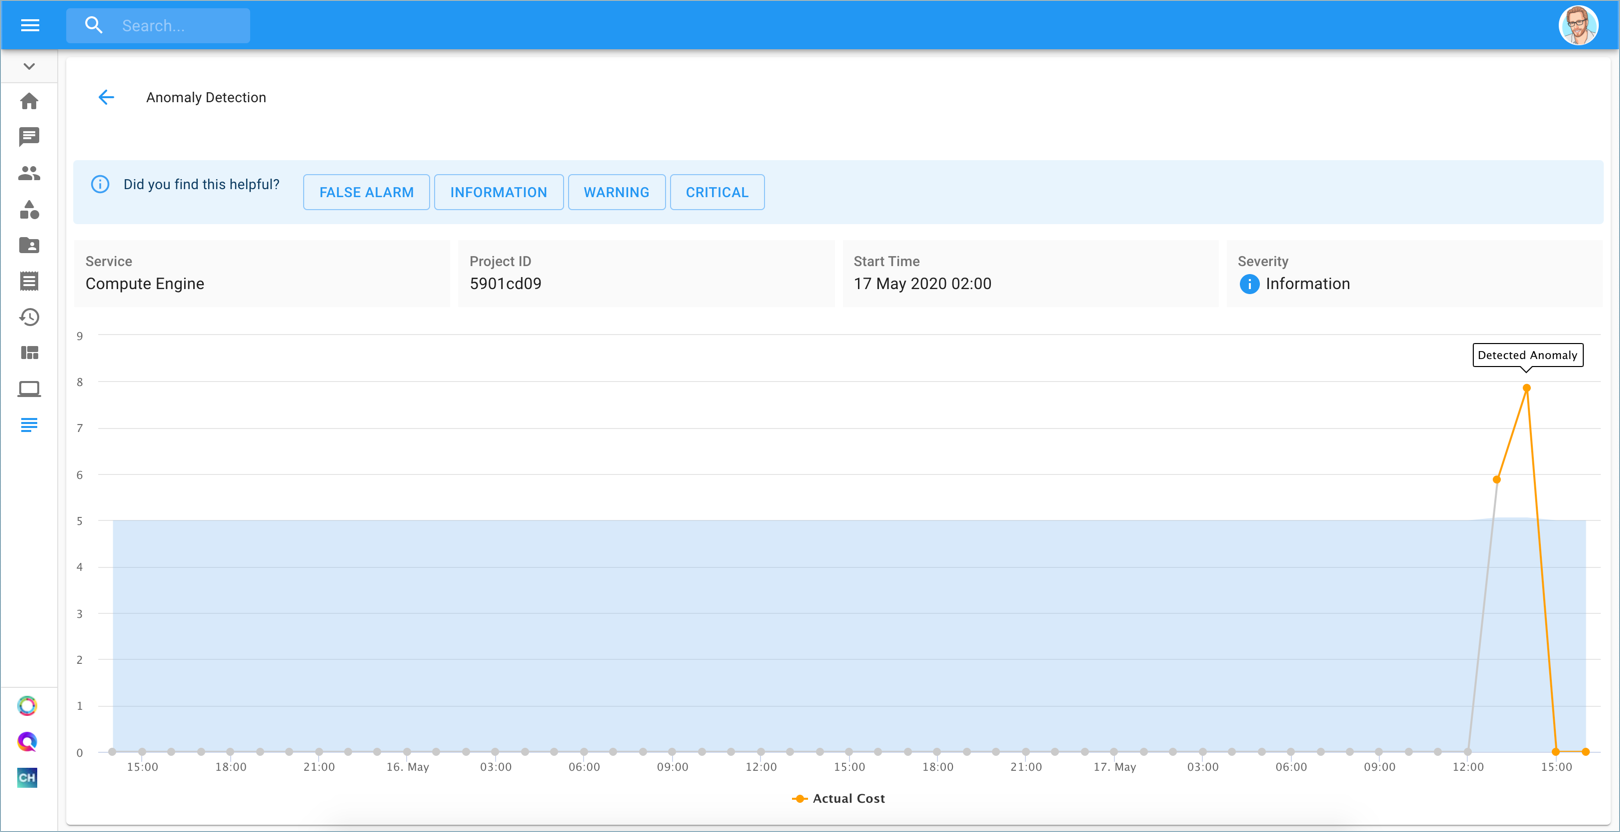 Search...
Anomaly Detection
Did you find this helpful?
FALSE ALARM
INFORMATION
WARNING
CRITICAL
Service
Compute Engine
Project ID
5901cd09
Start Time
17 May 2020 02:00
Severity
Information
9
8
7
6
5
4
3
2
1
0
Detected Anomaly
15:00 18:00 21:00 16. May 03:00 06:00 09:00 12:00 15:00 18:00 21:00 17. May 03:00 06:00 09:00 12:00 15:00
Actual Cost
CH